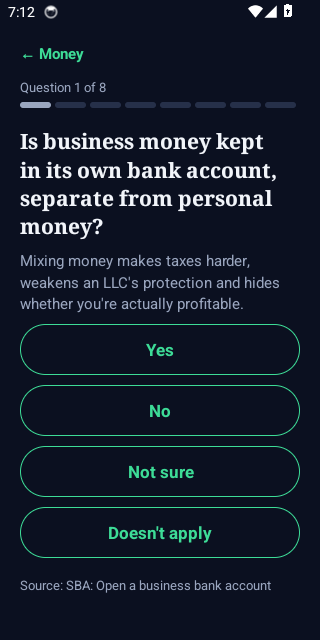 7:12
← Money
Question 1 of 8
Is business money kept
in its own bank account,
separate from personal
money?
Mixing money makes taxes harder,
weakens an LLC's protection and hides
whether you're actually profitable.
Yes
No
Not sure
Doesn't apply
Source: SBA: Open a business bank account